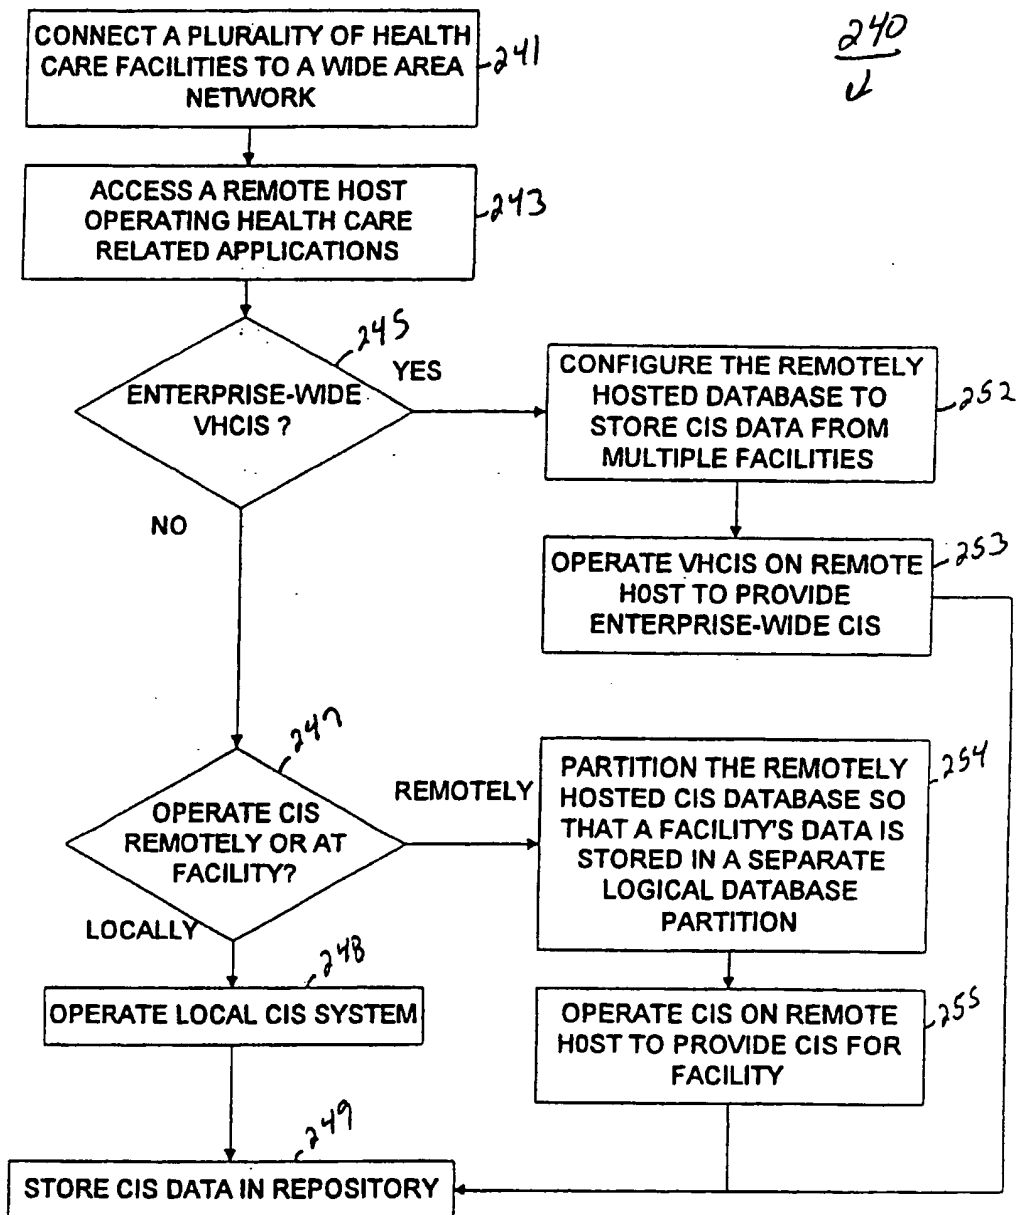 240
CONNECT A PLURALITY OF HEALTH
CARE FACILITIES TO A WIDE AREA
NETWORK
241
ACCESS A REMOTE HOST
OPERATING HEALTH CARE
RELATED APPLICATIONS
243
245
ENTERPRISE-WIDE
VHCIS ?
YES
NO
CONFIGURE THE REMOTELY
HOSTED DATABASE TO
STORE CIS DATA FROM
MULTIPLE FACILITIES
252
OPERATE VHCIS ON REMOTE
HOST TO PROVIDE
ENTERPRISE-WIDE CIS
253
247
OPERATE CIS
REMOTELY OR AT
FACILITY?
REMOTELY
LOCALLY
PARTITION THE REMOTELY
HOSTED CIS DATABASE SO
THAT A FACILITY'S DATA IS
STORED IN A SEPARATE
LOGICAL DATABASE
PARTITION
254
248
OPERATE LOCAL CIS SYSTEM
OPERATE CIS ON REMOTE
HOST TO PROVIDE CIS FOR
FACILITY
255
249
STORE CIS DATA IN REPOSITORY